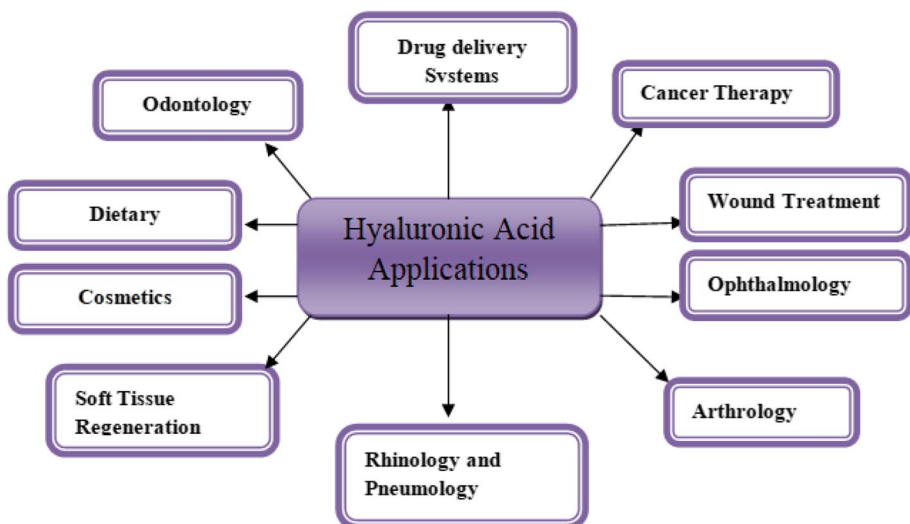 Drug delivery
Systems
Cancer Therapy
Odontology
Wound Treatment
Dietary
Hyaluronic Acid
Applications
Ophthalmology
Cosmetics
Soft Tissue
Regeneration
Arthrology
Rhinology and
Pneumology